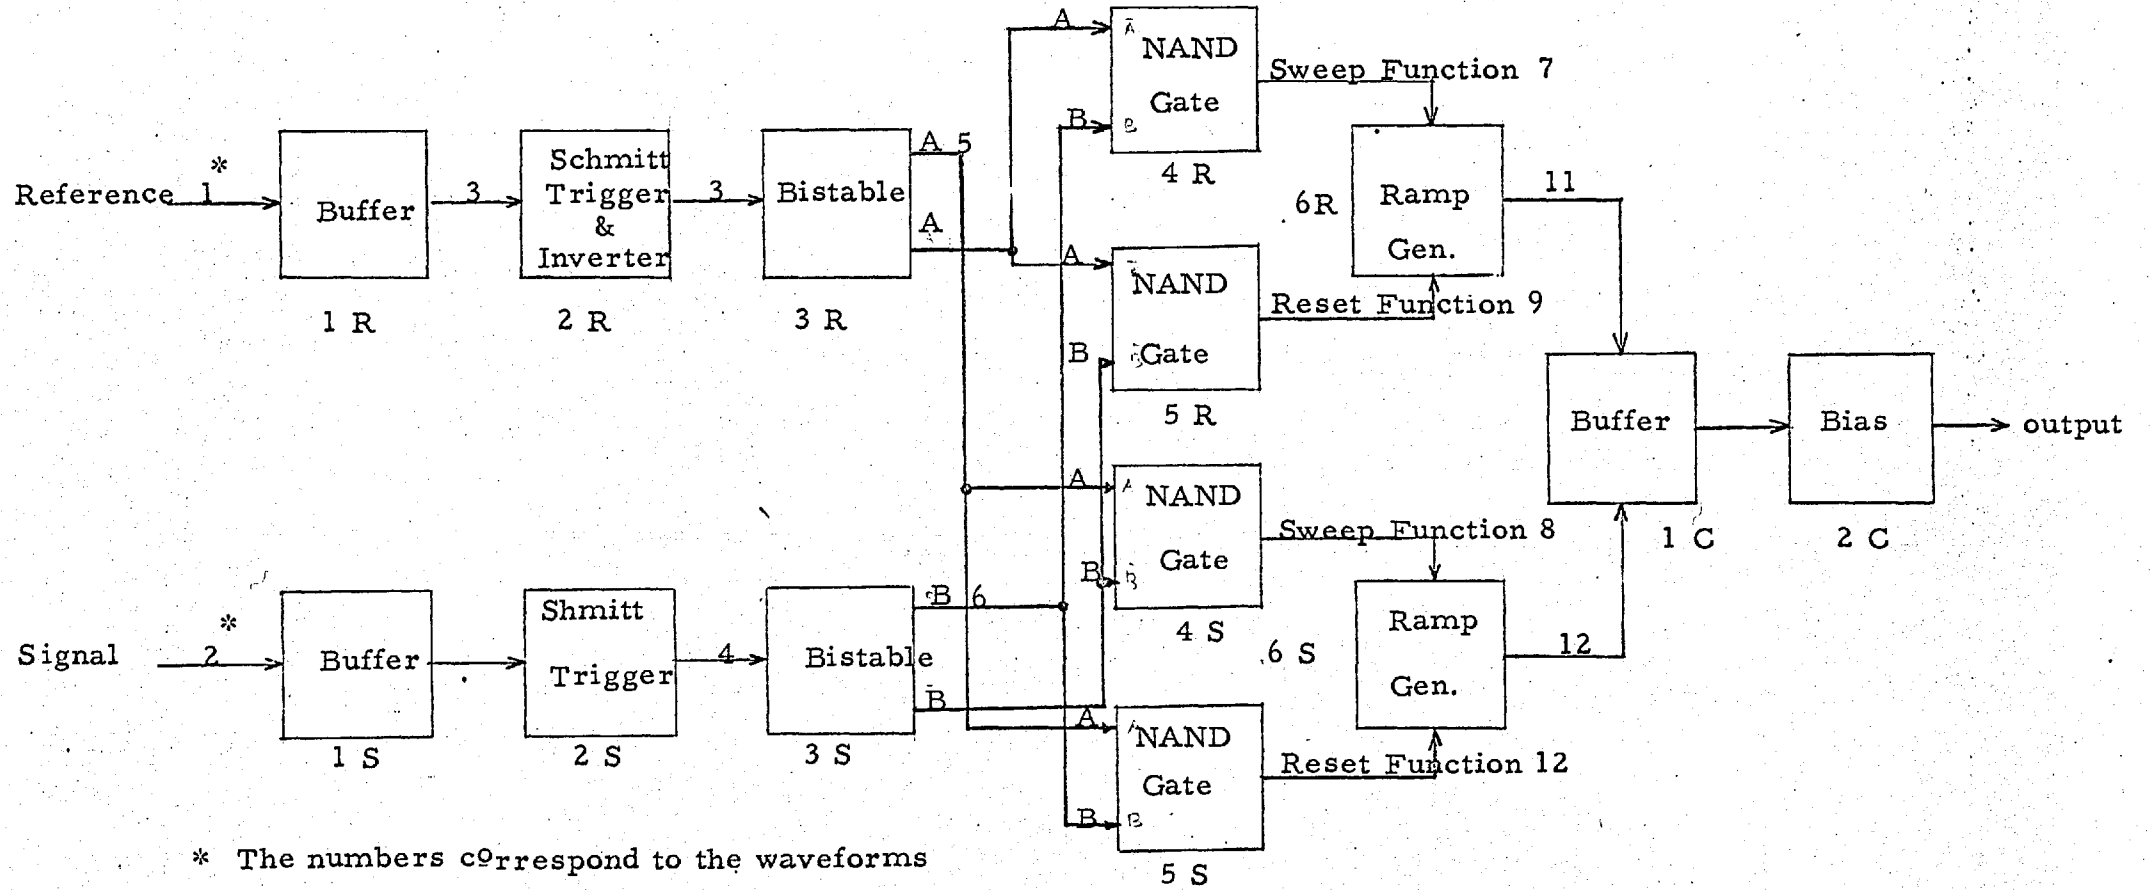 Reference 1 *
Buffer
1 R
3
Schmitt
Trigger
&
Inverter
2 R
3
Bistable
3 R
A 5
A
A
Ā
NAND
Gate
B
B
4 R
Sweep Function 7
A
NAND
Gate
B
5 R
Reset Function 9
6R
Ramp
Gen.
11
A
A
NAND
Gate
B
B̄
4 S
Sweep Function 8
Signal 2 *
Buffer
1 S
Shmitt
Trigger
2 S
4
Bistable
3 S
B 6
B̄
A
A
NAND
Gate
B
B
5 S
Reset Function 12
6 S
Ramp
Gen.
12
Buffer
1 C
Bias
2 C
output
* The numbers correspond to the waveforms